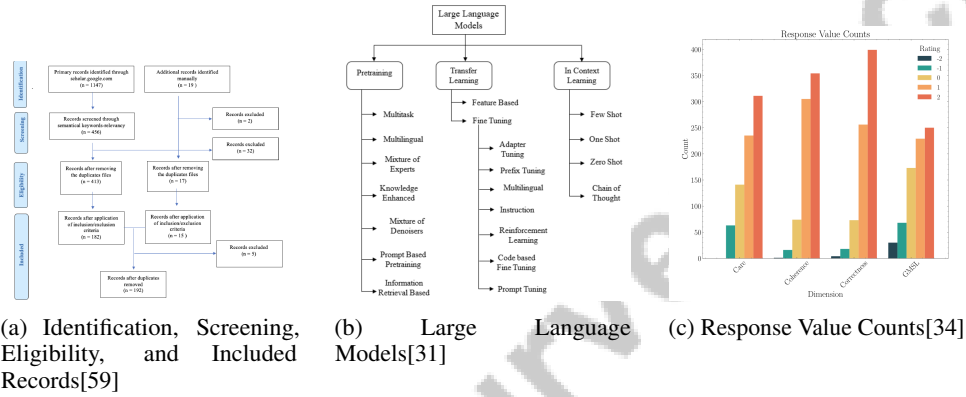 Identification
Primary records identified through
scholar.google.com
(n = 1147)
Additional records identified
manually
(n = 19 )
Records excluded
(n = 2)
Screening
Records screened through
semantical keywords-relevancy
(n = 456)
Records excluded
(n = 32)
Eligibility
Records after removing
the duplicates files
(n = 413)
Records after removing
the duplicates files
(n = 17)
Included
Records after application
of inclusion/exclusion
criteria
(n = 182)
Records after application
of inclusion/exclusion
criteria
(n = 15 )
Records excluded
(n = 5)
Records after duplicates
removed
(n = 192)
(a) Identification, Screening,
Eligibility, and Included
Records[59]
Large Language
Models
Pretraining
Multitask
Multilingual
Mixture of
Experts
Knowledge
Enhanced
Mixture of
Denoisers
Prompt Based
Pretraining
Information
Retrieval Based
Transfer
Learning
Feature Based
Fine Tuning
Adapter
Tuning
Prefix Tuning
Multilingual
Instruction
Reinforcement
Learning
Code based
Fine Tuning
Prompt Tuning
In Context
Learning
Few Shot
One Shot
Zero Shot
Chain of
Thought
(b) Large Language
Models[31]
Response Value Counts
Rating
-2
-1
0
1
2
Count
400
350
300
250
200
150
100
50
0
Care
Coherence
Correctness
GMSL
Dimension
(c) Response Value Counts[34]